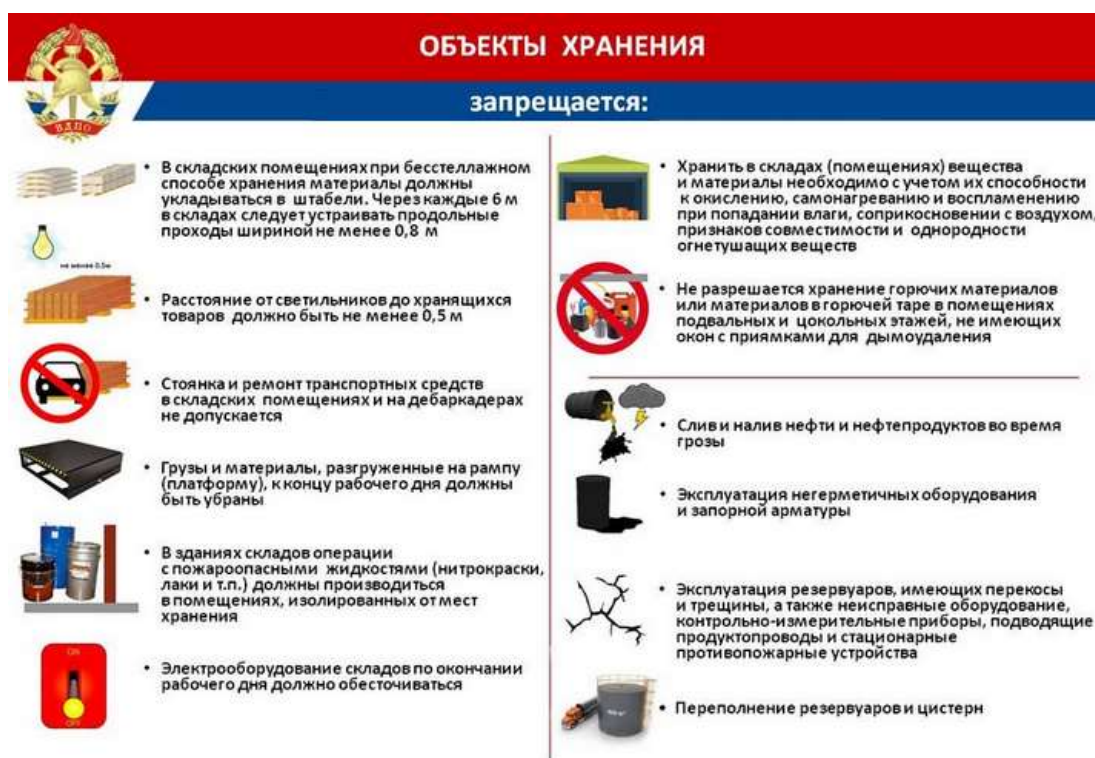 ОБЪЕКТЫ ХРАНЕНИЯ
запрещается:
ВДПО
• В складских помещениях при бесстеллажном
способе хранения материалы должны
укладываться в штабели. Через каждые 6 м
в складах следует устраивать продольные
проходы шириной не менее 0,8 м
не менее 0,5м
• Расстояние от светильников до хранящихся
товаров должно быть не менее 0,5 м
• Стоянка и ремонт транспортных средств
в складских помещениях и на дебаркадерах
не допускается
• Грузы и материалы, разгруженные на рампу
(платформу), к концу рабочего дня должны
быть убраны
• В зданиях складов операции
с пожароопасными жидкостями (нитрокраски,
лаки и т.п.) должны производиться
в помещениях, изолированных от мест
хранения
ON
OFF
• Электрооборудование складов по окончании
рабочего дня должно обесточиваться
• Хранить в складах (помещениях) вещества
и материалы необходимо с учетом их способности
к окислению, самонагреванию и воспламенению
при попадании влаги, соприкосновении с воздухом,
признаков совместимости и однородности
огнетушащих веществ
• Не разрешается хранение горючих материалов
или материалов в горючей таре в помещениях
подвальных и цокольных этажей, не имеющих
окон с приямками для дымоудаления
• Слив и налив нефти и нефтепродуктов во время
грозы
• Эксплуатация негерметичных оборудования
и запорной арматуры
• Эксплуатация резервуаров, имеющих перекосы
и трещины, а также неисправные оборудование,
контрольно-измерительные приборы, подводящие
продуктопроводы и стационарные
противопожарные устройства
• Переполнение резервуаров и цистерн